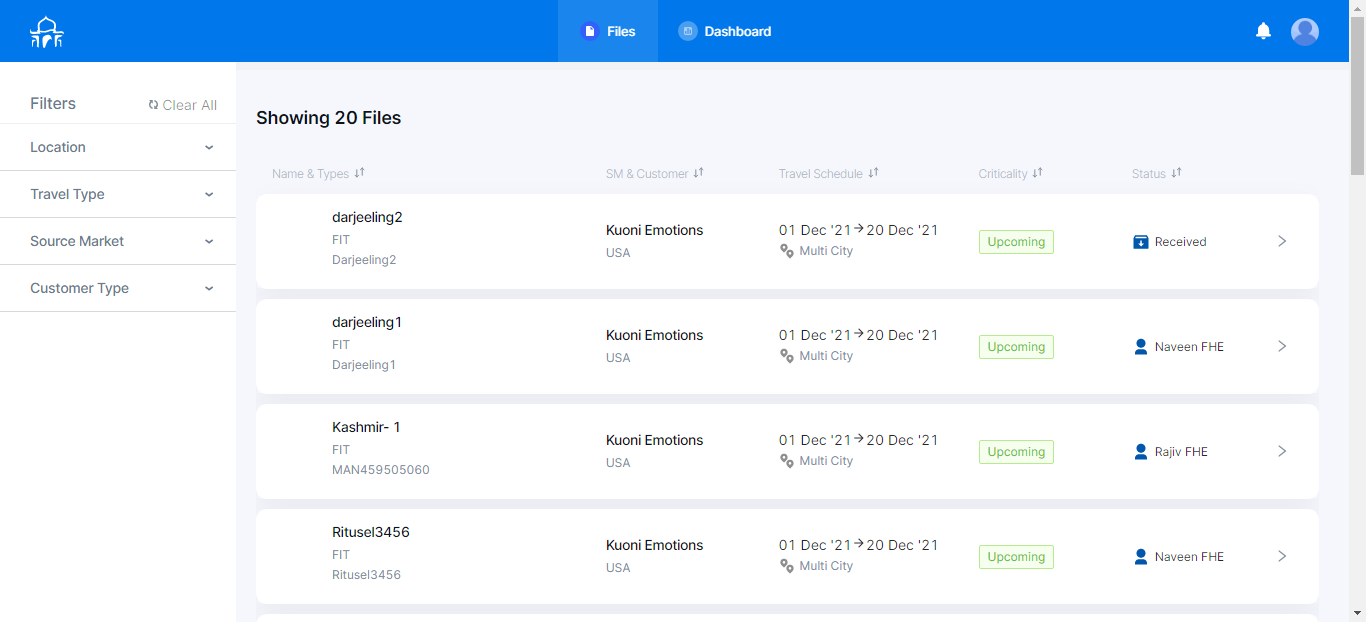 Files
Dashboard
Filters
Clear All
Location
Travel Type
Source Market
Customer Type
Showing 20 Files
Name & Types SM & Customer Travel Schedule Criticality Status
darjeeling2
FIT
Darjeeling2
Kuoni Emotions
USA
01 Dec '21 → 20 Dec '21
Multi City
Upcoming
Received
darjeeling1
FIT
Darjeeling1
Kuoni Emotions
USA
01 Dec '21 → 20 Dec '21
Multi City
Upcoming
Naveen FHE
Kashmir- 1
FIT
MAN459505060
Kuoni Emotions
USA
01 Dec '21 → 20 Dec '21
Multi City
Upcoming
Rajiv FHE
Ritusel3456
FIT
Ritusel3456
Kuoni Emotions
USA
01 Dec '21 → 20 Dec '21
Multi City
Upcoming
Naveen FHE